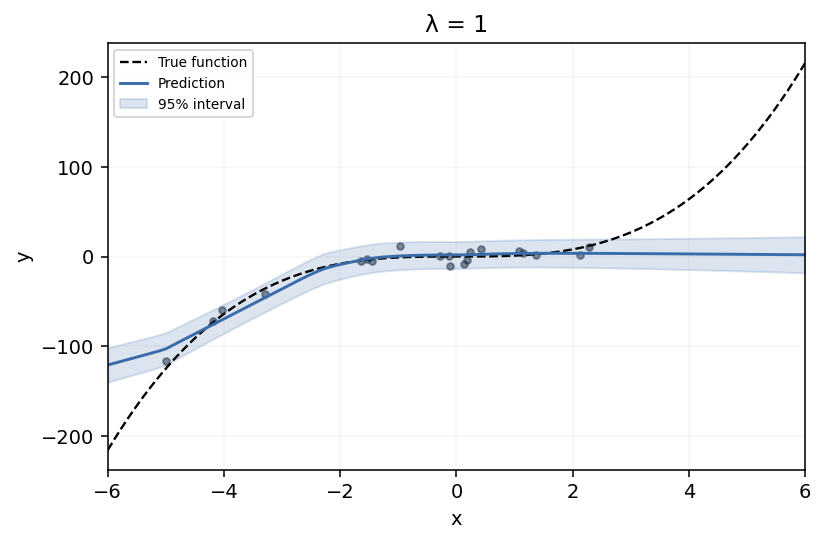 λ = 1
True function
Prediction
95% interval
200
100
0
−100
−200
y
−6
−4
−2
0
2
4
6
x